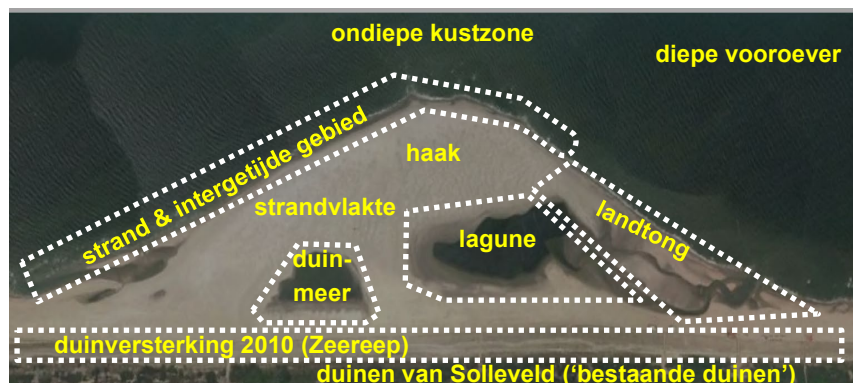 ondiepe kustzone
diepe vooroever
strand & intergetijde gebied
haak
strandvlakte
landtong
lagune
duin-
meer
duinversterking 2010 (Zeereep)
duinen van Solleveld (‘bestaande duinen’)